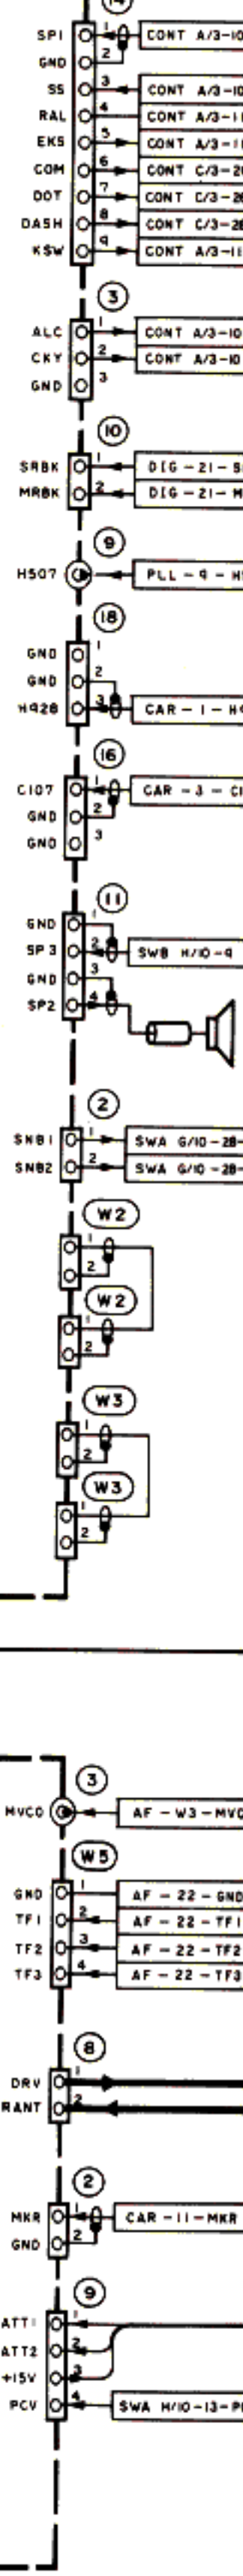 14
SP1 1 CONT A/3-10
GND 2
SS 3 CONT A/3-10
RAL 4 CONT A/3-11
EKS 5 CONT A/3-11
COM 6 CONT C/3-28
DOT 7 CONT C/3-28
DASH 8 CONT C/3-28
KSW 9 CONT A/3-11
3
ALC 1 CONT A/3-10
CKY 2 CONT A/3-10
GND 3
10
SRBK 1 DIG-21-S
MRBK 2 DIG-21-M
9
H507 PLL-9-H
18
GND 1
GND 2
H928 3 CAR-1-H9
16
C107 1 CAR-3-C1
GND 2
GND 3
11
GND 1
SP3 2 SWB H/10-9
GND 3
SP2 4
2
SNB1 1 SWA G/10-28-
SNB2 2 SWA G/10-28-
W2
1
2
W2
1
2
W3
1
2
W3
1
2
3
MVCO AF-W3-MVC
W5
GND 1 AF-22-GND
TF1 2 AF-22-TF1
TF2 3 AF-22-TF2
TF3 4 AF-22-TF3
8
DRV 1
RANT 2
2
MKR 1 CAR-11-MKR
GND 2
9
ATT1 1
ATT2 2
+15V 3
PCV 4 SWA H/10-13-P